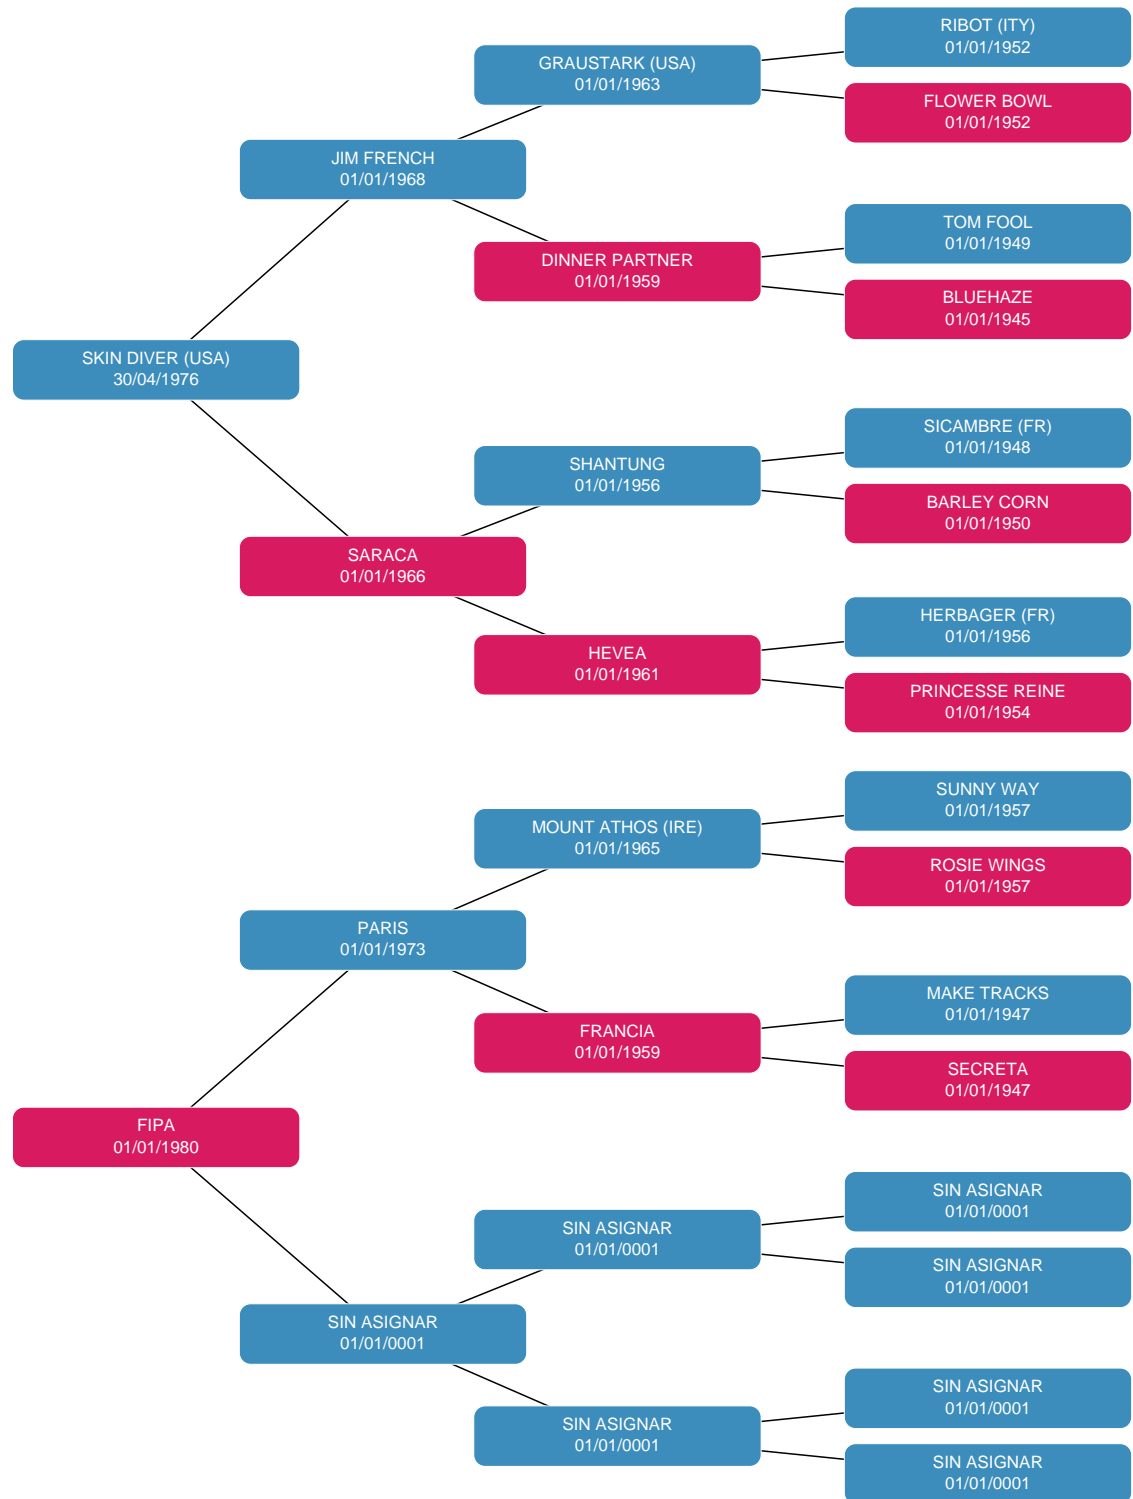 RIBOT (ITY)
01/01/1952
GRAUSTARK (USA)
01/01/1963
FLOWER BOWL
01/01/1952
JIM FRENCH
01/01/1968
TOM FOOL
01/01/1949
DINNER PARTNER
01/01/1959
BLUEHAZE
01/01/1945
SKIN DIVER (USA)
30/04/1976
SICAMBRE (FR)
01/01/1948
SHANTUNG
01/01/1956
BARLEY CORN
01/01/1950
SARACA
01/01/1966
HERBAGER (FR)
01/01/1956
HEVEA
01/01/1961
PRINCESSE REINE
01/01/1954
SUNNY WAY
01/01/1957
MOUNT ATHOS (IRE)
01/01/1965
ROSIE WINGS
01/01/1957
PARIS
01/01/1973
MAKE TRACKS
01/01/1947
FRANCIA
01/01/1959
SECRETA
01/01/1947
FIPA
01/01/1980
SIN ASIGNAR
01/01/0001
SIN ASIGNAR
01/01/0001
SIN ASIGNAR
01/01/0001
SIN ASIGNAR
01/01/0001
SIN ASIGNAR
01/01/0001
SIN ASIGNAR
01/01/0001
SIN ASIGNAR
01/01/0001